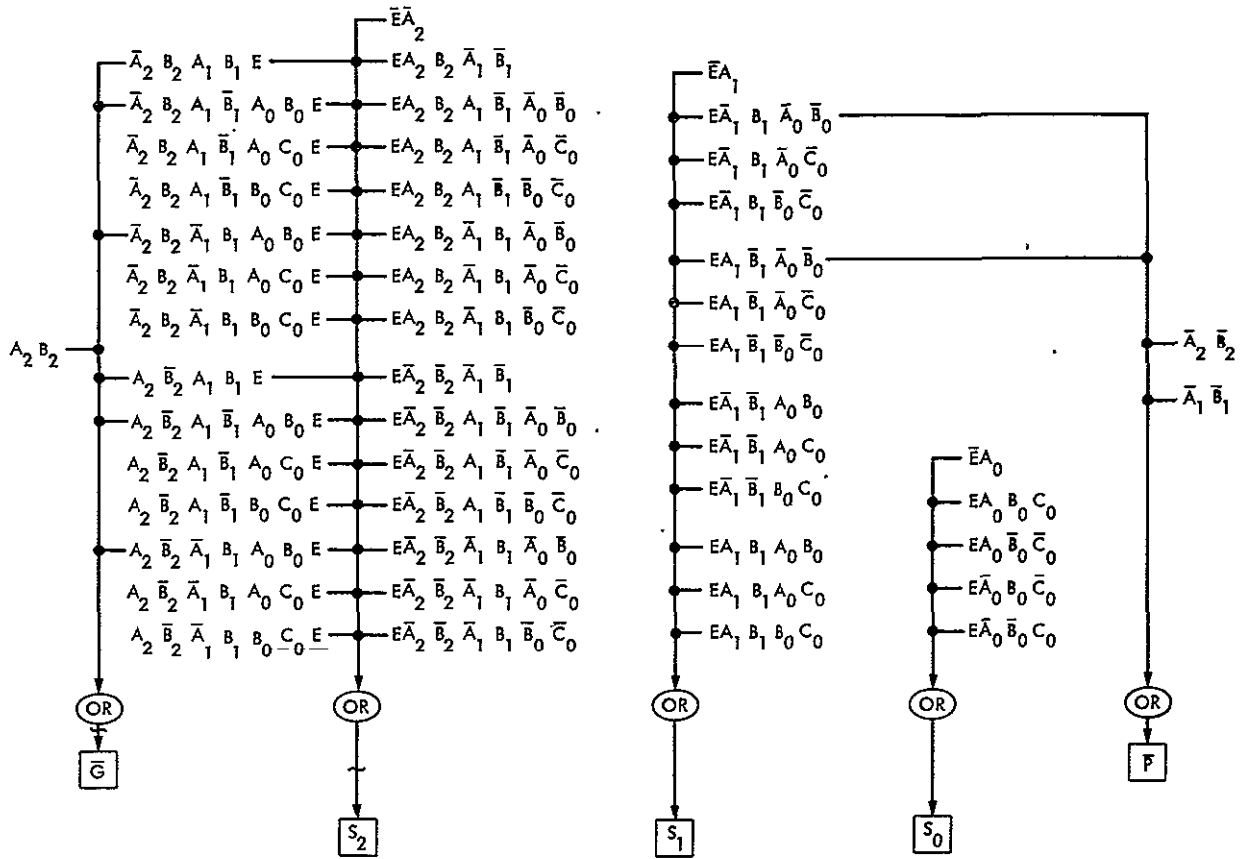 ĒĀ₂
Ā₂ B₂ A₁ B₁ E
EA₂ B₂ Ā₁ B̄₁
Ā₂ B₂ A₁ B̄₁ A₀ B₀ E
EA₂ B₂ A₁ B̄₁ Ā₀ B̄₀
Ā₂ B₂ A₁ B̄₁ A₀ C₀ E
EA₂ B₂ A₁ B̄₁ Ā₀ C̄₀
Ā₂ B₂ A₁ B̄₁ B₀ C₀ E
EA₂ B₂ A₁ B̄₁ B̄₀ C̄₀
Ā₂ B₂ Ā₁ B₁ A₀ B₀ E
EA₂ B₂ Ā₁ B₁ Ā₀ B̄₀
Ā₂ B₂ Ā₁ B₁ A₀ C₀ E
EA₂ B₂ Ā₁ B₁ Ā₀ C̄₀
Ā₂ B₂ Ā₁ B₁ B₀ C₀ E
EA₂ B₂ Ā₁ B₁ B̄₀ C̄₀
A₂ B₂
A₂ B̄₂ A₁ B₁ E
EĀ₂ B̄₂ Ā₁ B̄₁
A₂ B̄₂ A₁ B̄₁ A₀ B₀ E
EĀ₂ B̄₂ A₁ B̄₁ Ā₀ B̄₀
A₂ B̄₂ A₁ B̄₁ A₀ C₀ E
EĀ₂ B̄₂ A₁ B̄₁ Ā₀ C̄₀
A₂ B̄₂ A₁ B̄₁ B₀ C₀ E
EĀ₂ B̄₂ A₁ B̄₁ B̄₀ C̄₀
A₂ B̄₂ Ā₁ B₁ A₀ B₀ E
EĀ₂ B̄₂ Ā₁ B₁ Ā₀ B̄₀
A₂ B̄₂ Ā₁ B₁ A₀ C₀ E
EĀ₂ B̄₂ Ā₁ B₁ Ā₀ C̄₀
A₂ B̄₂ Ā₁ B₁ B₀ C₀ E
EĀ₂ B̄₂ Ā₁ B₁ B̄₀ C̄₀
OR
Ḡ
OR
S₂
ĒA₁
EĀ₁ B₁ Ā₀ B̄₀
EĀ₁ B₁ Ā₀ C̄₀
EĀ₁ B₁ B̄₀ C̄₀
EA₁ B̄₁ Ā₀ B̄₀
EA₁ B̄₁ Ā₀ C̄₀
EA₁ B̄₁ B̄₀ C̄₀
EĀ₁ B̄₁ A₀ B₀
EĀ₁ B̄₁ A₀ C₀
EĀ₁ B̄₁ B₀ C₀
EA₁ B₁ A₀ B₀
EA₁ B₁ A₀ C₀
EA₁ B₁ B₀ C₀
OR
S₁
ĒA₀
EA₀ B₀ C₀
EA₀ B̄₀ C̄₀
EĀ₀ B₀ C̄₀
EĀ₀ B̄₀ C₀
OR
S₀
Ā₂ B̄₂
Ā₁ B̄₁
OR
P̄